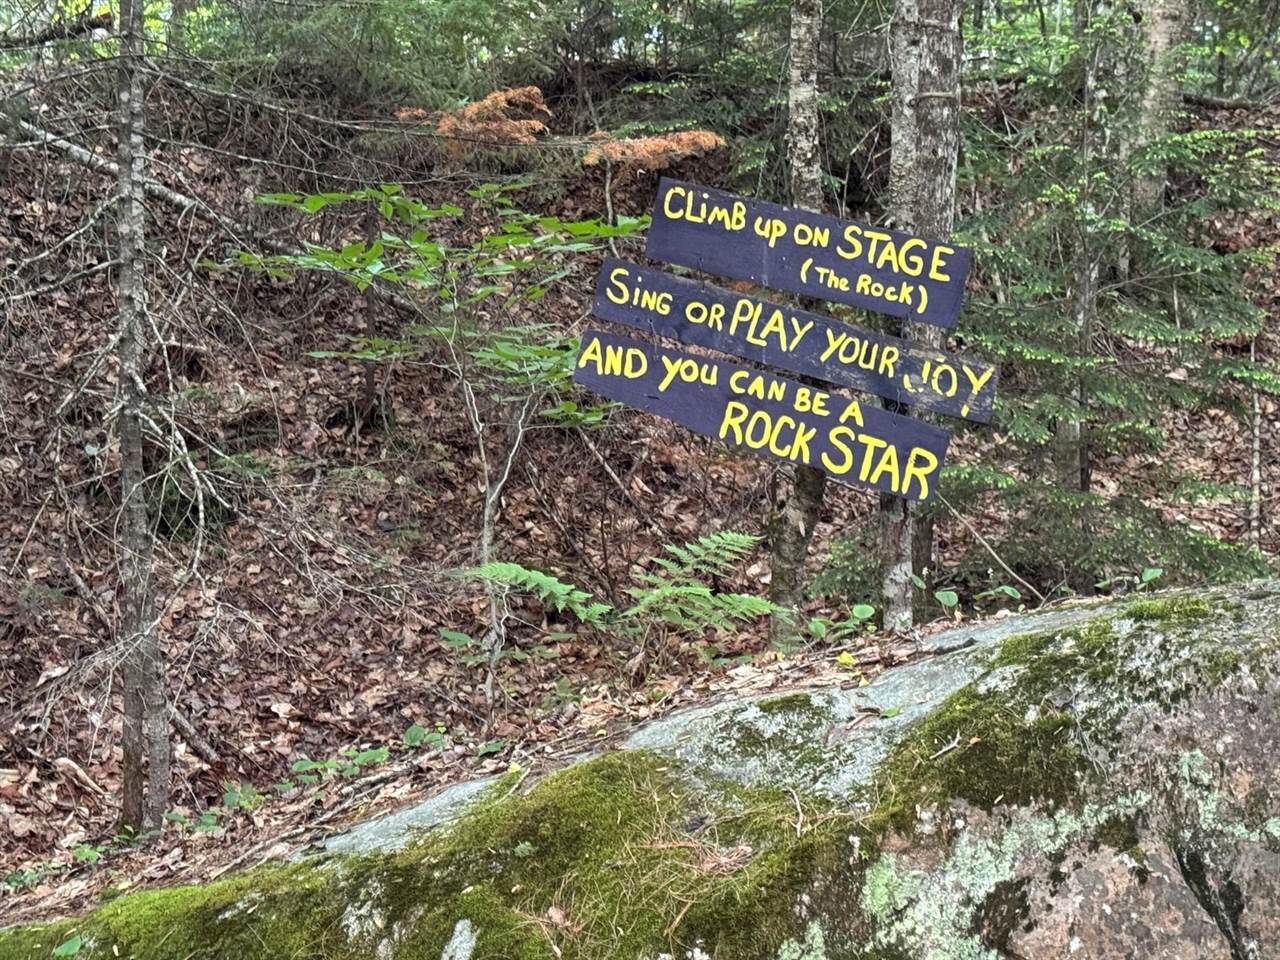 CLiMB up ON STAGE
(The Rock)
SiNG OR PLAY YOUR JOY
AND YOU CAN BE A
ROCK STAR